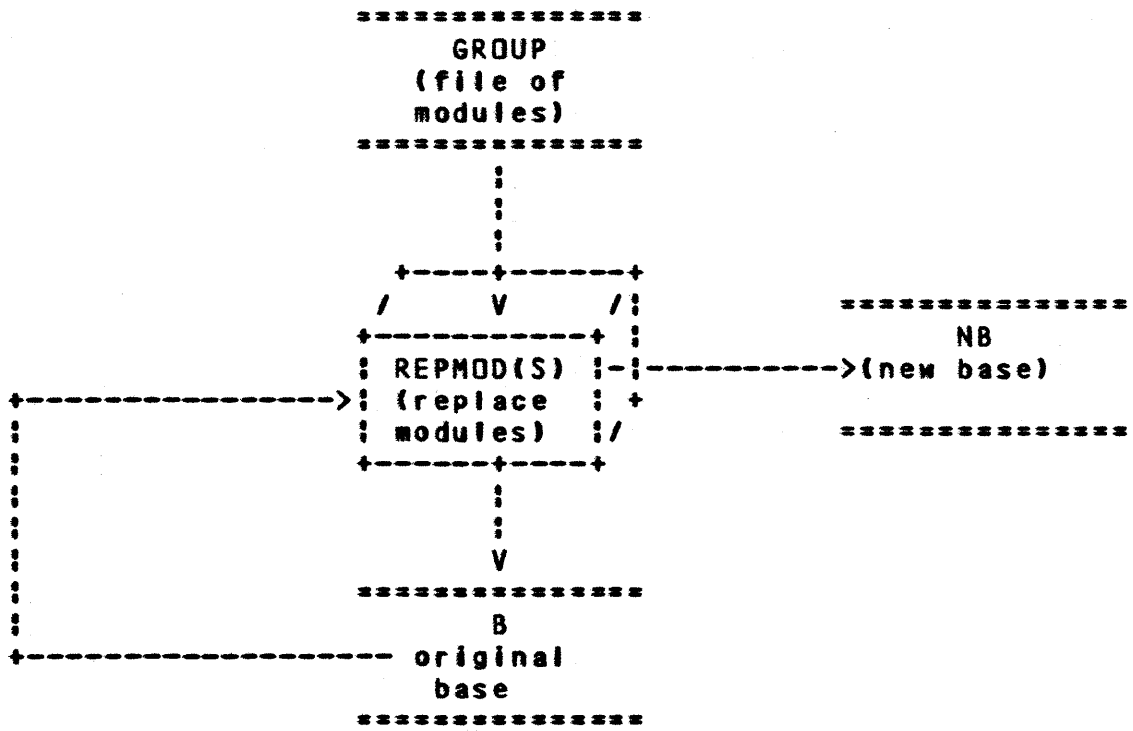 GROUP
(file of
modules)
NB
REPMOD(S)
(new base)
(replace
modules)
B
original
base